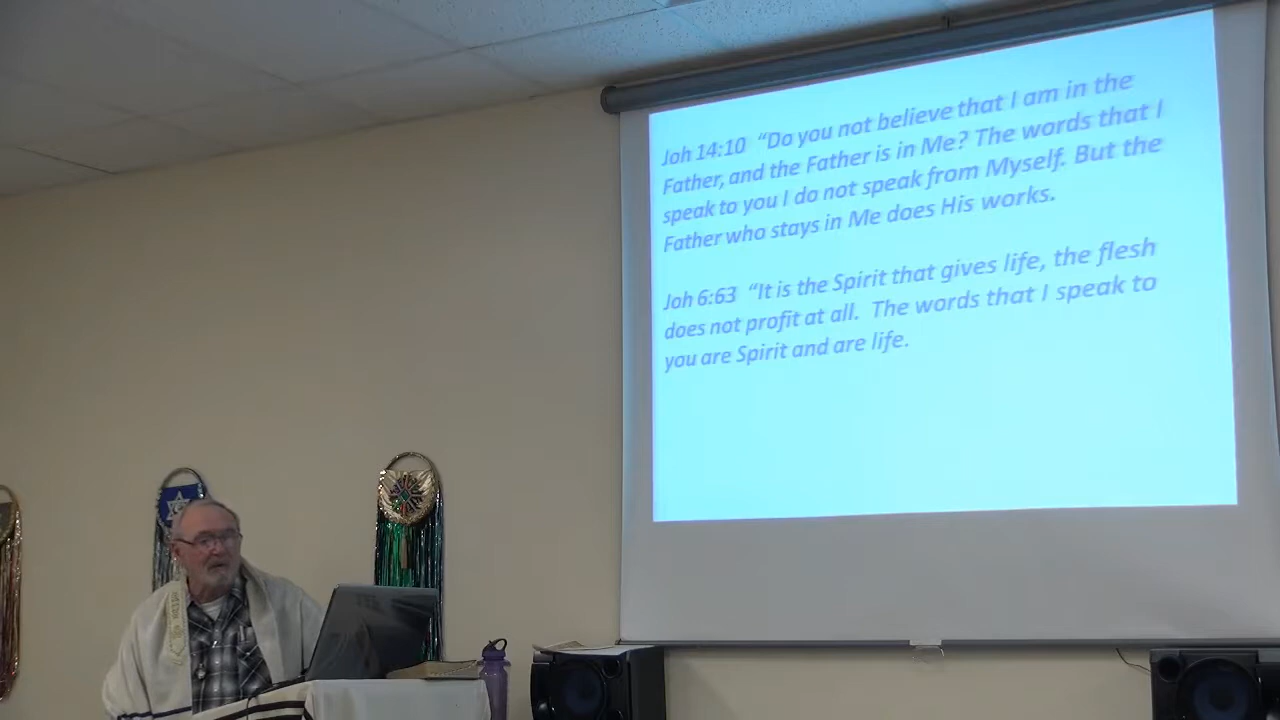 Joh 14:10 “Do you not believe that I am in the
Father, and the Father is in Me? The words that I
speak to you I do not speak from Myself. But the
Father who stays in Me does His works.
Joh 6:63 “It is the Spirit that gives life, the flesh
does not profit at all. The words that I speak to
you are Spirit and are life.